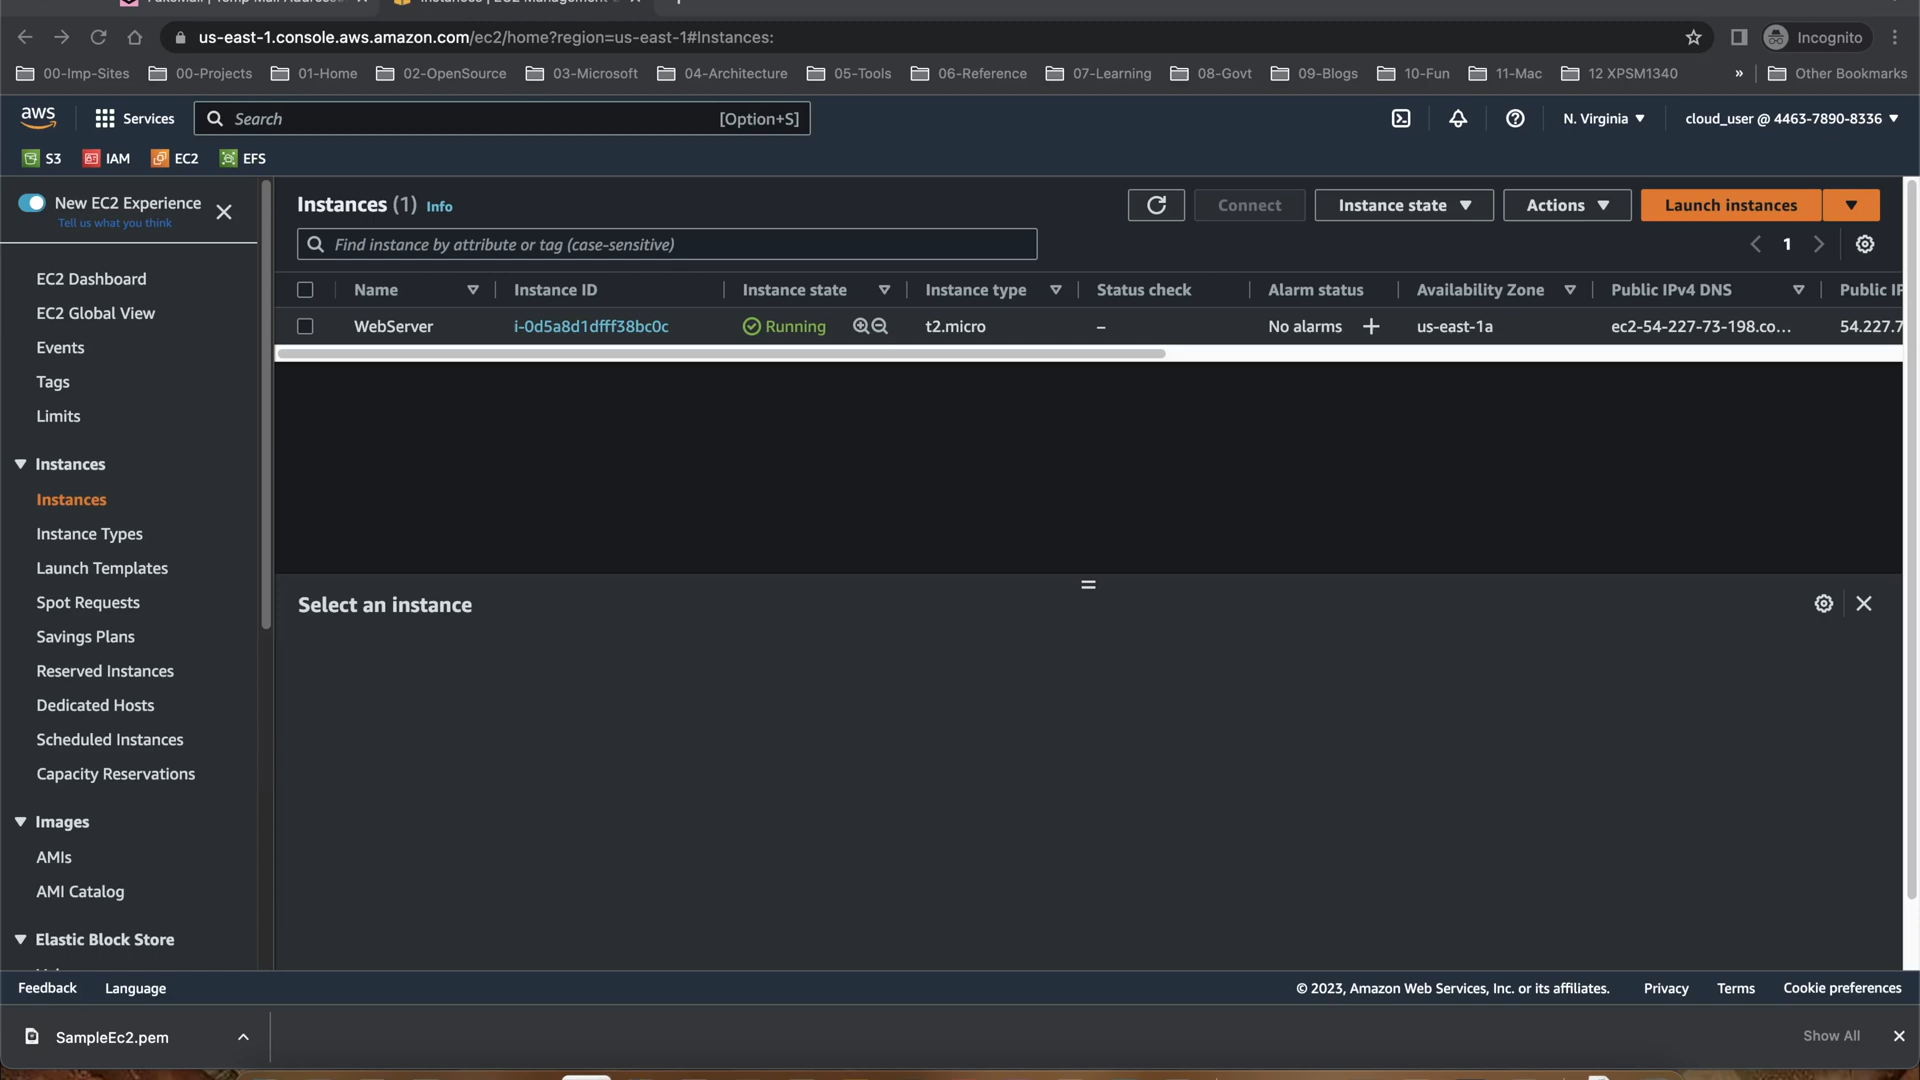 us-east-1.console.aws.amazon.com/ec2/home?region=us-east-1#Instances:
Incognito
00-Imp-Sites
00-Projects
01-Home
02-OpenSource
03-Microsoft
04-Architecture
05-Tools
06-Reference
07-Learning
08-Govt
09-Blogs
10-Fun
11-Mac
12 XPSM1340
»
Other Bookmarks
aws
Services
Search
[Option+S]
N. Virginia
cloud_user @ 4463-7890-8336
S3
IAM
EC2
EFS
New EC2 Experience
Tell us what you think
EC2 Dashboard
EC2 Global View
Events
Tags
Limits
Instances
Instances
Instance Types
Launch Templates
Spot Requests
Savings Plans
Reserved Instances
Dedicated Hosts
Scheduled Instances
Capacity Reservations
Images
AMIs
AMI Catalog
Elastic Block Store
Instances (1) Info
Connect
Instance state
Actions
Launch instances
Find instance by attribute or tag (case-sensitive)
1
Name
Instance ID
Instance state
Instance type
Status check
Alarm status
Availability Zone
Public IPv4 DNS
Public IP
WebServer
i-0d5a8d1dfff38bc0c
Running
t2.micro
–
No alarms
us-east-1a
ec2-54-227-73-198.co...
54.227.7
Select an instance
Feedback
Language
© 2023, Amazon Web Services, Inc. or its affiliates.
Privacy
Terms
Cookie preferences
SampleEc2.pem
Show All